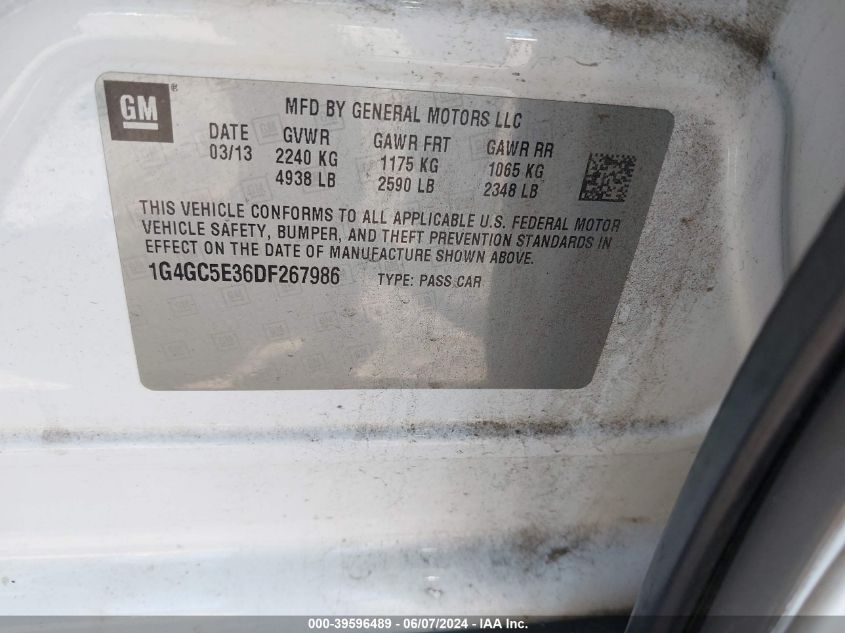 GM ®
MFD BY GENERAL MOTORS LLC
DATE GVWR GAWR FRT GAWR RR
03/13 2240 KG 1175 KG 1065 KG
4938 LB 2590 LB 2348 LB
THIS VEHICLE CONFORMS TO ALL APPLICABLE U.S. FEDERAL MOTOR
VEHICLE SAFETY, BUMPER, AND THEFT PREVENTION STANDARDS IN
EFFECT ON THE DATE OF MANUFACTURE SHOWN ABOVE.
1G4GC5E36DF267986 TYPE: PASS CAR
000-39596489 - 06/07/2024 - IAA Inc.